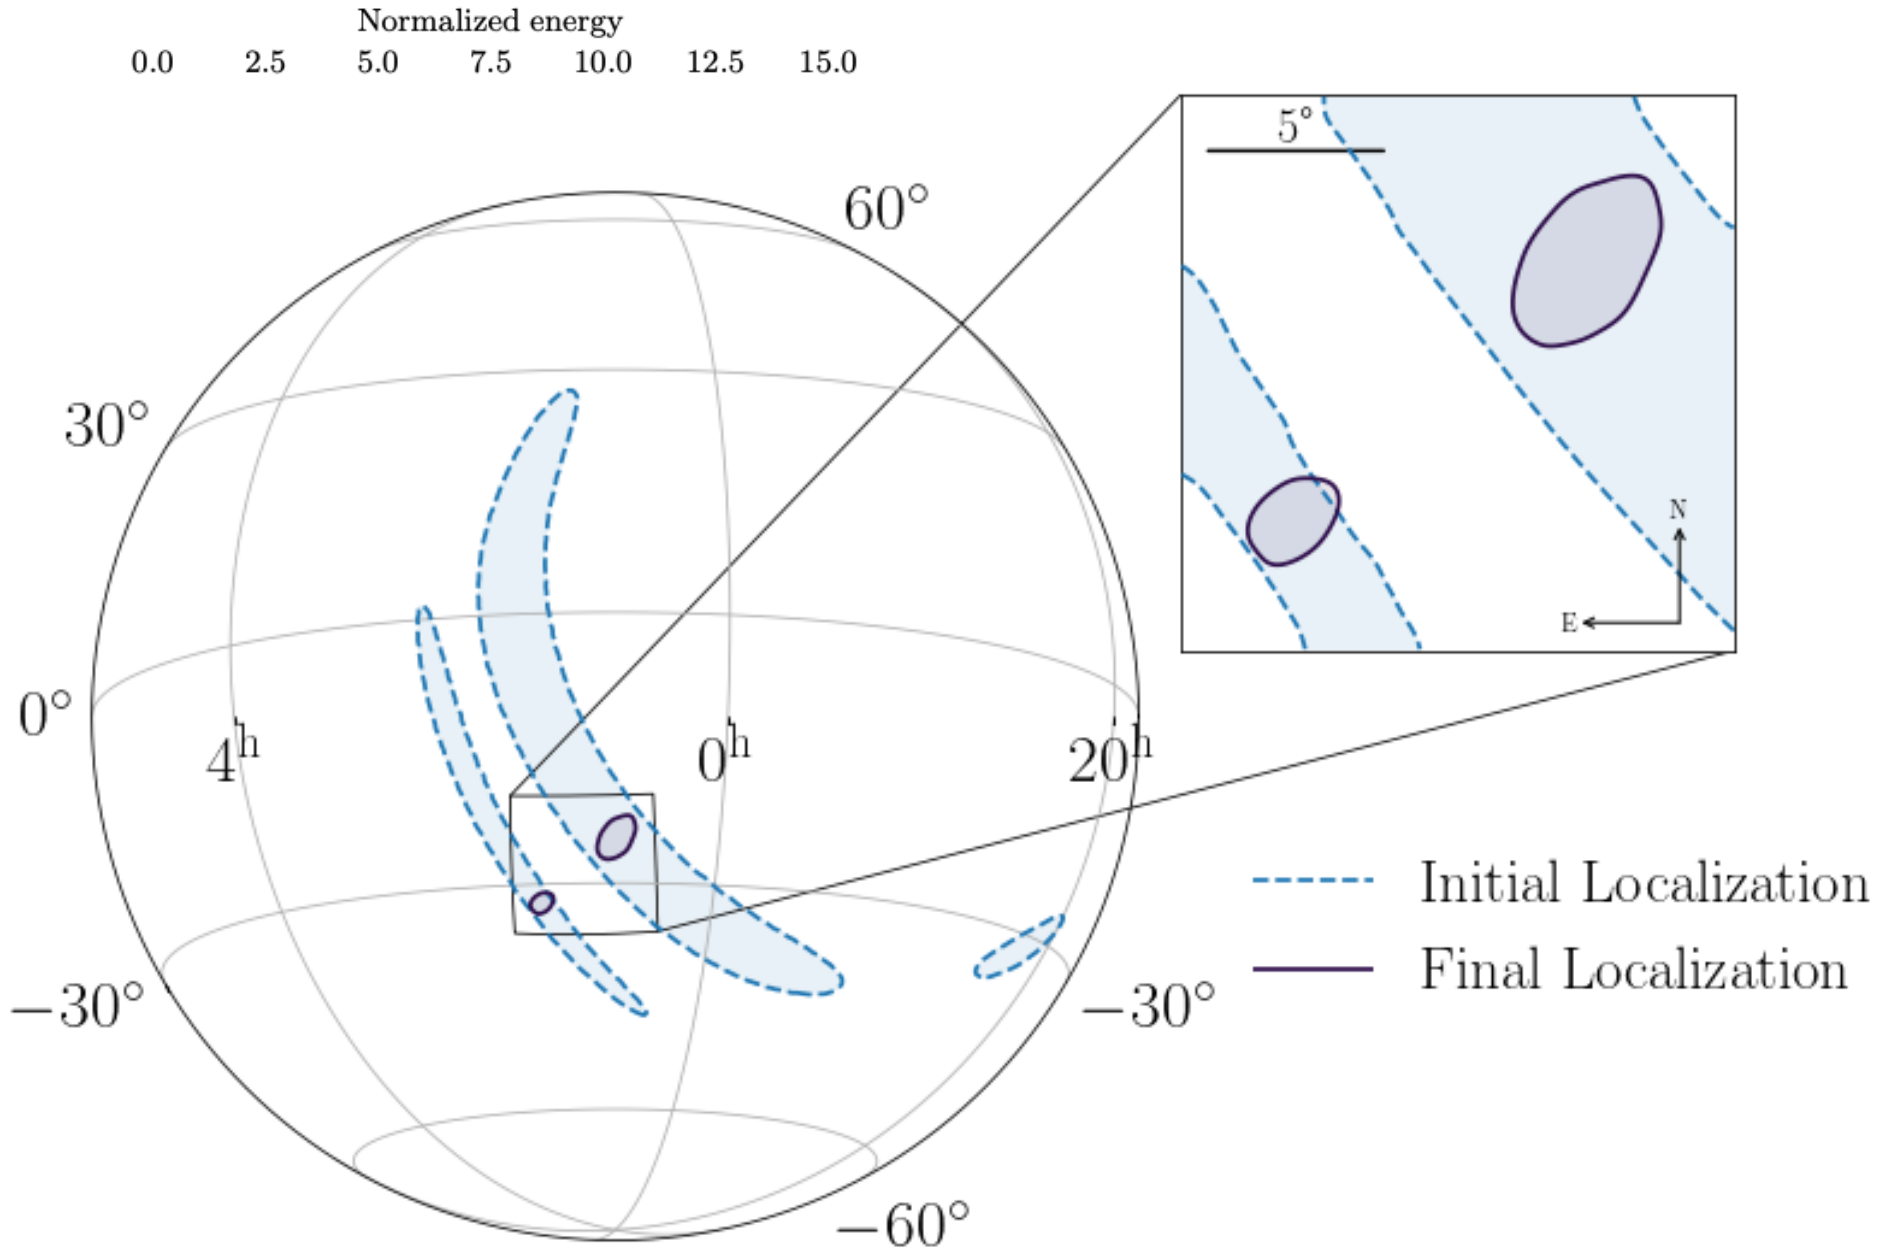 Normalized energy
0.0 2.5 5.0 7.5 10.0 12.5 15.0
5°
60°
30°
N
E
0°
4h 0h 20h
Initial Localization
Final Localization
−30° −30°
−60°